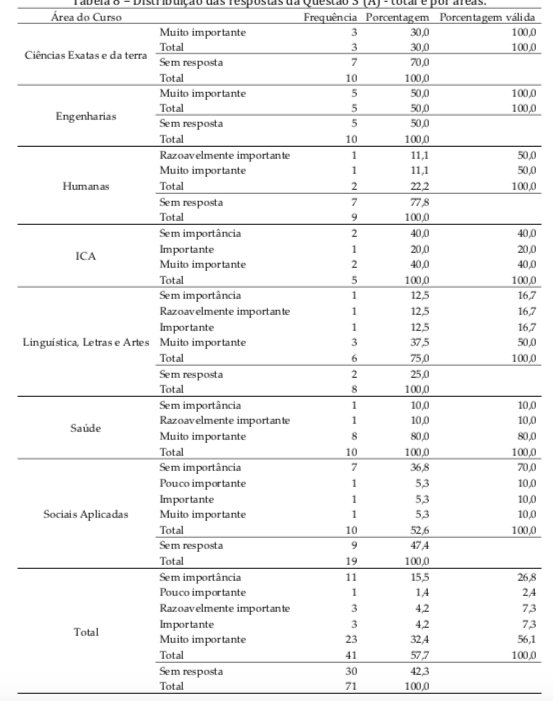 Tabela 8 – Distribuição das respostas da Questão 3 (A) - total e por áreas.
Área do Curso Frequência Porcentagem Porcentagem válida
Ciências Exatas e da terra
Muito importante 3 30,0 100,0
Total 3 30,0 100,0
Sem resposta 7 70,0
Total 10 100,0
Engenharias
Muito importante 5 50,0 100,0
Total 5 50,0 100,0
Sem resposta 5 50,0
Total 10 100,0
Humanas
Razoavelmente importante 1 11,1 50,0
Muito importante 1 11,1 50,0
Total 2 22,2 100,0
Sem resposta 7 77,8
Total 9 100,0
ICA
Sem importância 2 40,0 40,0
Importante 1 20,0 20,0
Muito importante 2 40,0 40,0
Total 5 100,0 100,0
Linguística, Letras e Artes
Sem importância 1 12,5 16,7
Razoavelmente importante 1 12,5 16,7
Importante 1 12,5 16,7
Muito importante 3 37,5 50,0
Total 6 75,0 100,0
Sem resposta 2 25,0
Total 8 100,0
Saúde
Sem importância 1 10,0 10,0
Razoavelmente importante 1 10,0 10,0
Muito importante 8 80,0 80,0
Total 10 100,0 100,0
Sociais Aplicadas
Sem importância 7 36,8 70,0
Pouco importante 1 5,3 10,0
Importante 1 5,3 10,0
Muito importante 1 5,3 10,0
Total 10 52,6 100,0
Sem resposta 9 47,4
Total 19 100,0
Total
Sem importância 11 15,5 26,8
Pouco importante 1 1,4 2,4
Razoavelmente importante 3 4,2 7,3
Importante 3 4,2 7,3
Muito importante 23 32,4 56,1
Total 41 57,7 100,0
Sem resposta 30 42,3
Total 71 100,0